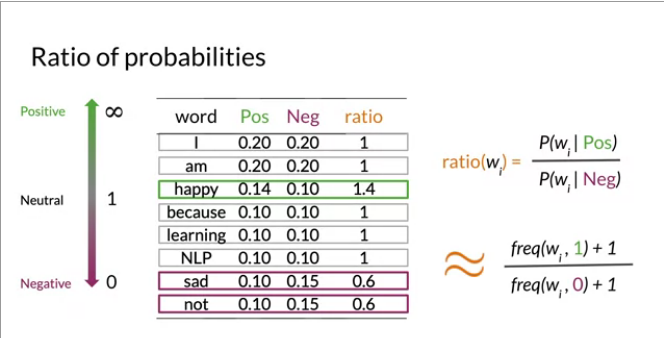 Ratio of probabilities
Positive ∞
Neutral 1
Negative 0
word Pos Neg ratio
I 0.20 0.20 1
am 0.20 0.20 1
happy 0.14 0.10 1.4
because 0.10 0.10 1
learning 0.10 0.10 1
NLP 0.10 0.10 1
sad 0.10 0.15 0.6
not 0.10 0.15 0.6
ratio(w_i) = P(w_i | Pos) / P(w_i | Neg)
≈ freq(w_i, 1) + 1 / freq(w_i, 0) + 1